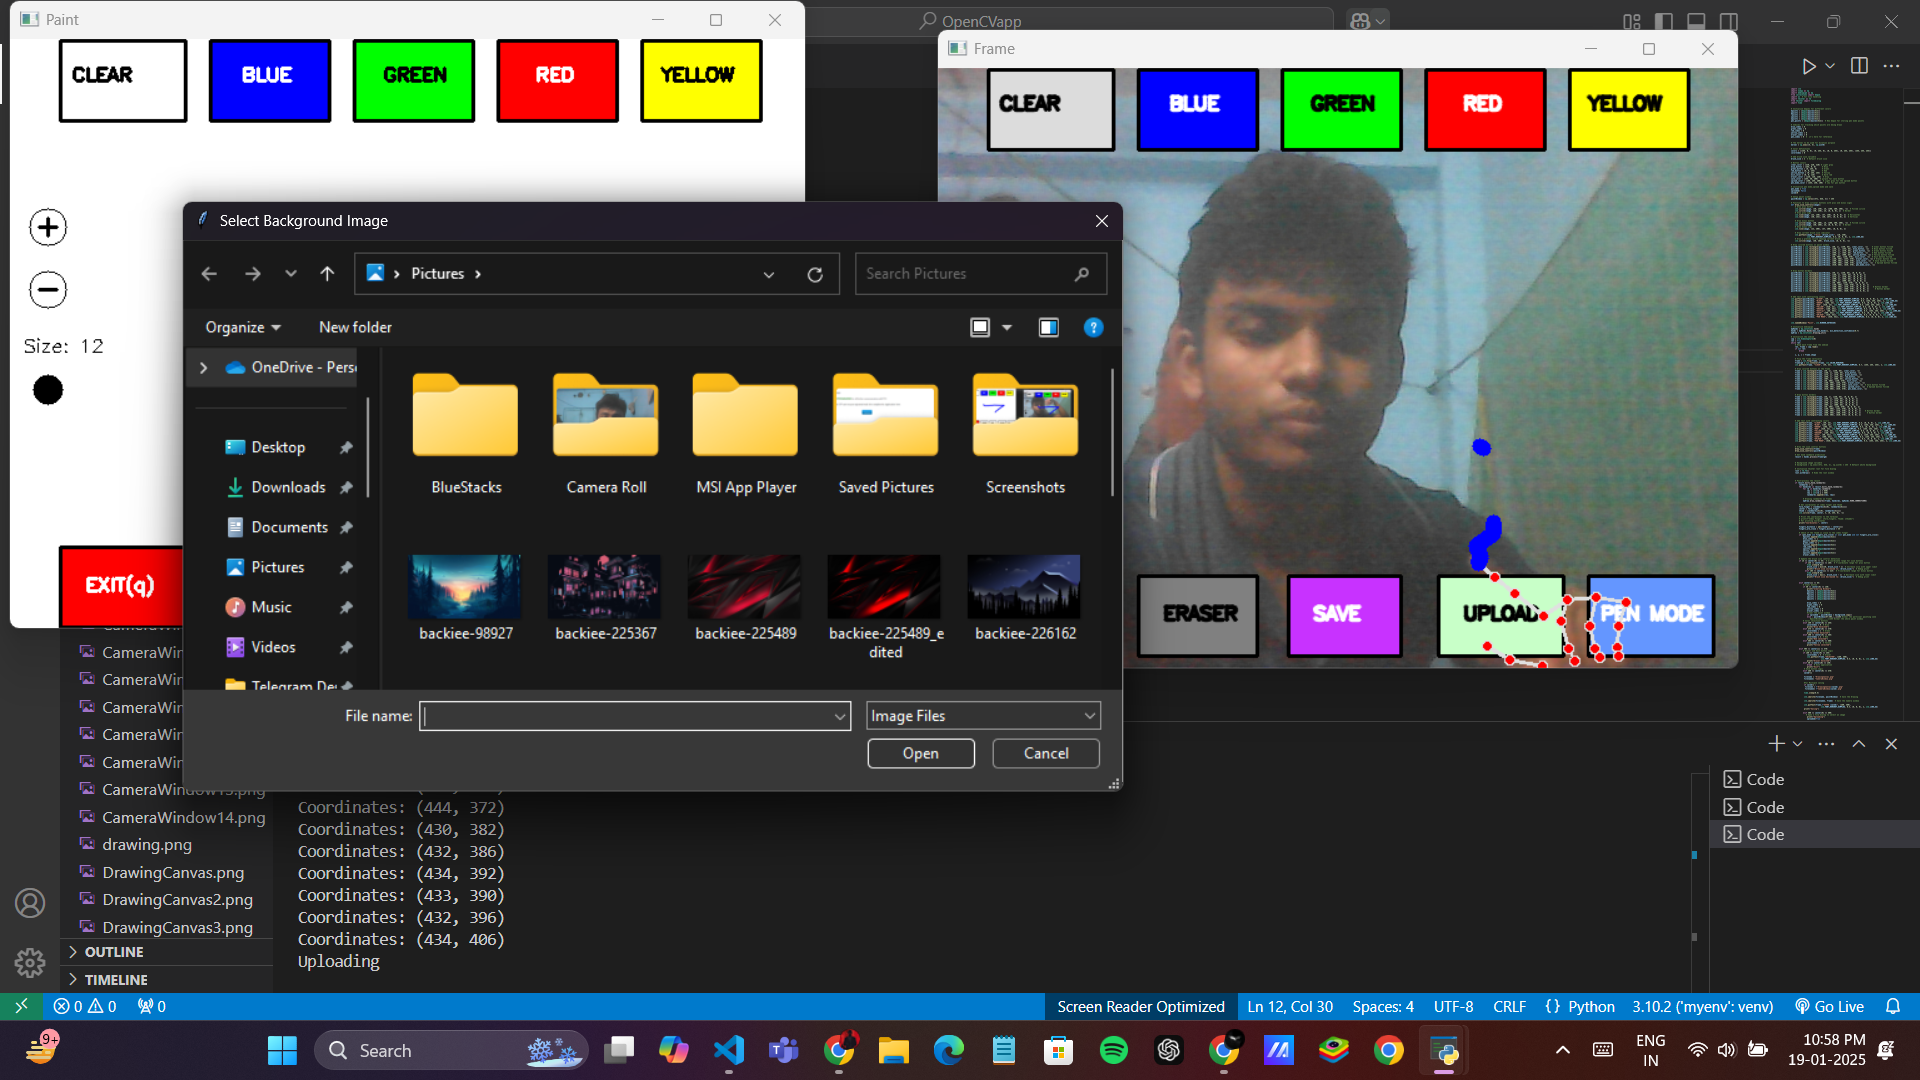 Paint
OpenCVapp
CLEAR
BLUE
GREEN
RED
YELLOW
Size: 12
EXIT(q)
Frame
CLEAR
BLUE
GREEN
RED
YELLOW
ERASER
SAVE
UPLOAD
PEN MODE
Select Background Image
Pictures
Search Pictures
Organize
New folder
OneDrive - Pers
Desktop
Downloads
Documents
Pictures
Music
Videos
Telegram De
BlueStacks
Camera Roll
MSI App Player
Saved Pictures
Screenshots
backiee-98927
backiee-225367
backiee-225489
backiee-225489_e
dited
backiee-226162
File name:
Image Files
Open
Cancel
CameraWin
CameraWin
CameraWin
CameraWin
CameraWin
CameraWin
CameraWindow14.png
drawing.png
DrawingCanvas.png
DrawingCanvas2.png
DrawingCanvas3.png
OUTLINE
TIMELINE
Coordinates: (444, 372)
Coordinates: (430, 382)
Coordinates: (432, 386)
Coordinates: (434, 392)
Coordinates: (433, 390)
Coordinates: (432, 396)
Coordinates: (434, 406)
Uploading
Code
Code
Code
0 0 0
Screen Reader Optimized
Ln 12, Col 30
Spaces: 4
UTF-8
CRLF
{ } Python
3.10.2 ('myenv': venv)
Go Live
9+
Search
ENG
IN
10:58 PM
19-01-2025